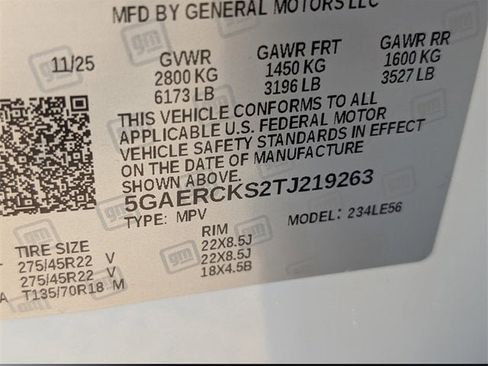 MFD BY GENERAL MOTORS LLC
11/25 GVWR GAWR FRT GAWR RR
2800 KG 1450 KG 1600 KG
6173 LB 3196 LB 3527 LB
THIS VEHICLE CONFORMS TO ALL
APPLICABLE U.S. FEDERAL MOTOR
VEHICLE SAFETY STANDARDS IN EFFECT
ON THE DATE OF MANUFACTURE
SHOWN ABOVE.
5GAERCKS2TJ219263
TYPE: MPV MODEL: 234LE56
TIRE SIZE RIM
275/45R22 V 22X8.5J
275/45R22 V 22X8.5J
A T135/70R18 M 18X4.5B
gm